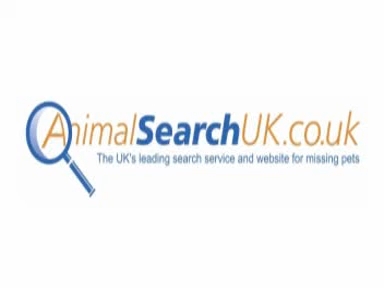 AnimalSearchUK.co.uk
The UK's leading search service and website for missing pets